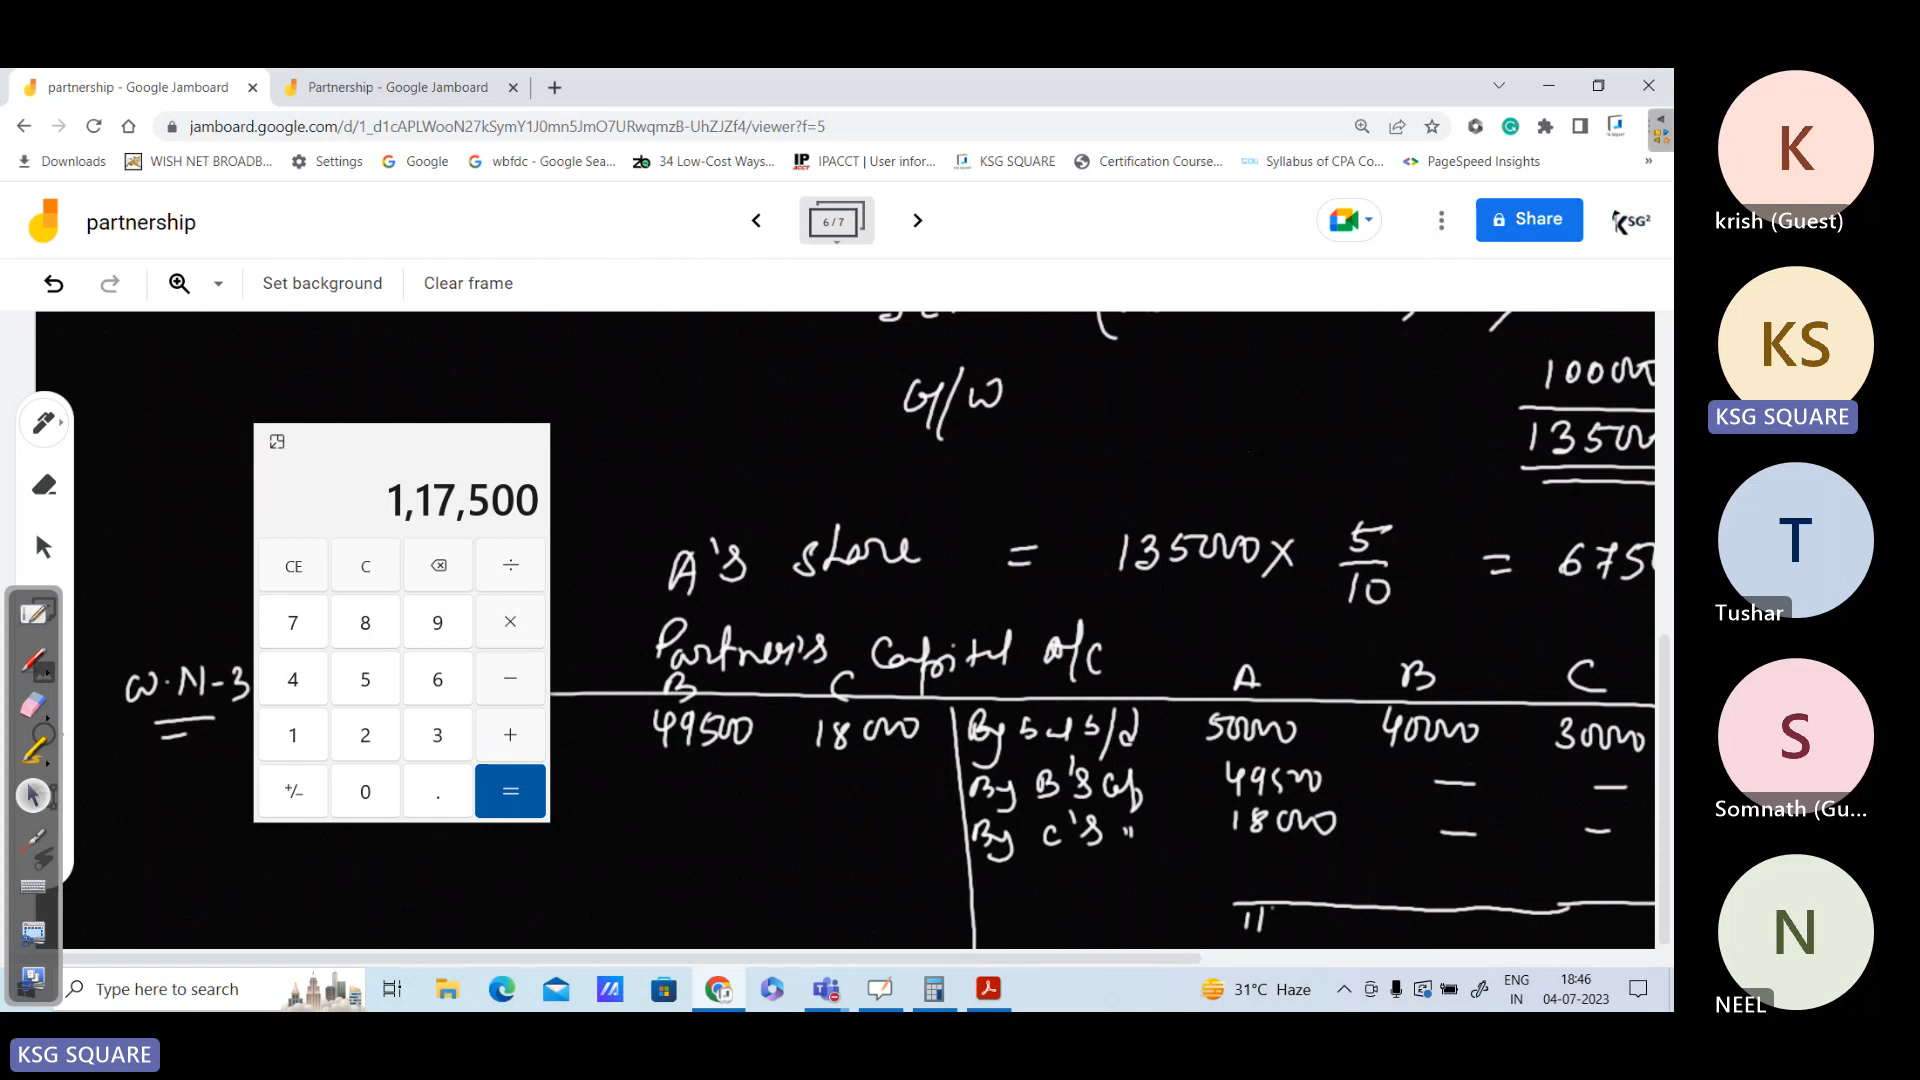 partnership - Google Jamboard
Partnership - Google Jamboard
jamboard.google.com/d/1_d1cAPLWooN27kSymY1J0mn5JmO7URwqmzB-UhZJZf4/viewer?f=5
Downloads WISH NET BROADB... Settings Google wbfdc - Google Sea... 34 Low-Cost Ways... IPACCT | User infor... KSG SQUARE Certification Course... Syllabus of CPA Co... PageSpeed Insights »
partnership
6 / 7
Share
KSG²
Set background
Clear frame
G/W
10000
13500
1,17,500
CE C ÷
7 8 9 ×
4 5 6 −
1 2 3 +
+/− 0 . =
A's share = 135000 × 5/10 = 675
Partner's Capital A/c
W.N-3
B C A B C
49500 18000 By bal b/d 50000 40000 30000
By B's Cap 49500 — —
By C's " 18000 — —
11
Type here to search
31°C Haze
ENG
IN
18:46
04-07-2023
K
krish (Guest)
KS
KSG SQUARE
T
Tushar
S
Somnath (Gu...
N
NEEL
KSG SQUARE